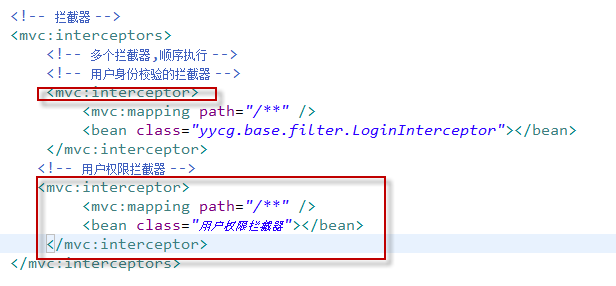 <!-- 拦截器 -->
<mvc:interceptors>
<!-- 多个拦截器,顺序执行 -->
<!-- 用户身份校验的拦截器 -->
<mvc:interceptor>
<mvc:mapping path="/**" />
<bean class="yycg.base.filter.LoginInterceptor"></bean>
</mvc:interceptor>
<!-- 用户权限拦截器 -->
<mvc:interceptor>
<mvc:mapping path="/**" />
<bean class="用户权限拦截器"></bean>
</mvc:interceptor>
</mvc:interceptors>